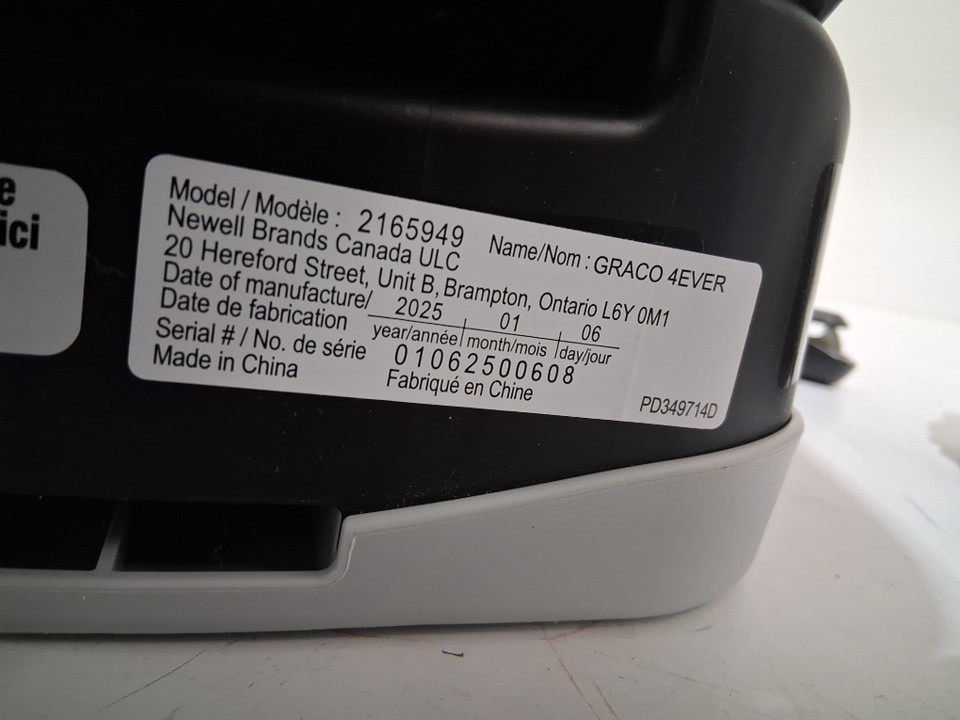 e
ici
Model / Modèle : 2165949 Name/Nom : GRACO 4EVER
Newell Brands Canada ULC
20 Hereford Street, Unit B, Brampton, Ontario L6Y 0M1
Date of manufacture/ 2025 | 01 | 06
Date de fabrication year/année | month/mois | day/jour
Serial # / No. de série 01062500608
Made in China Fabriqué en Chine
PD349714D